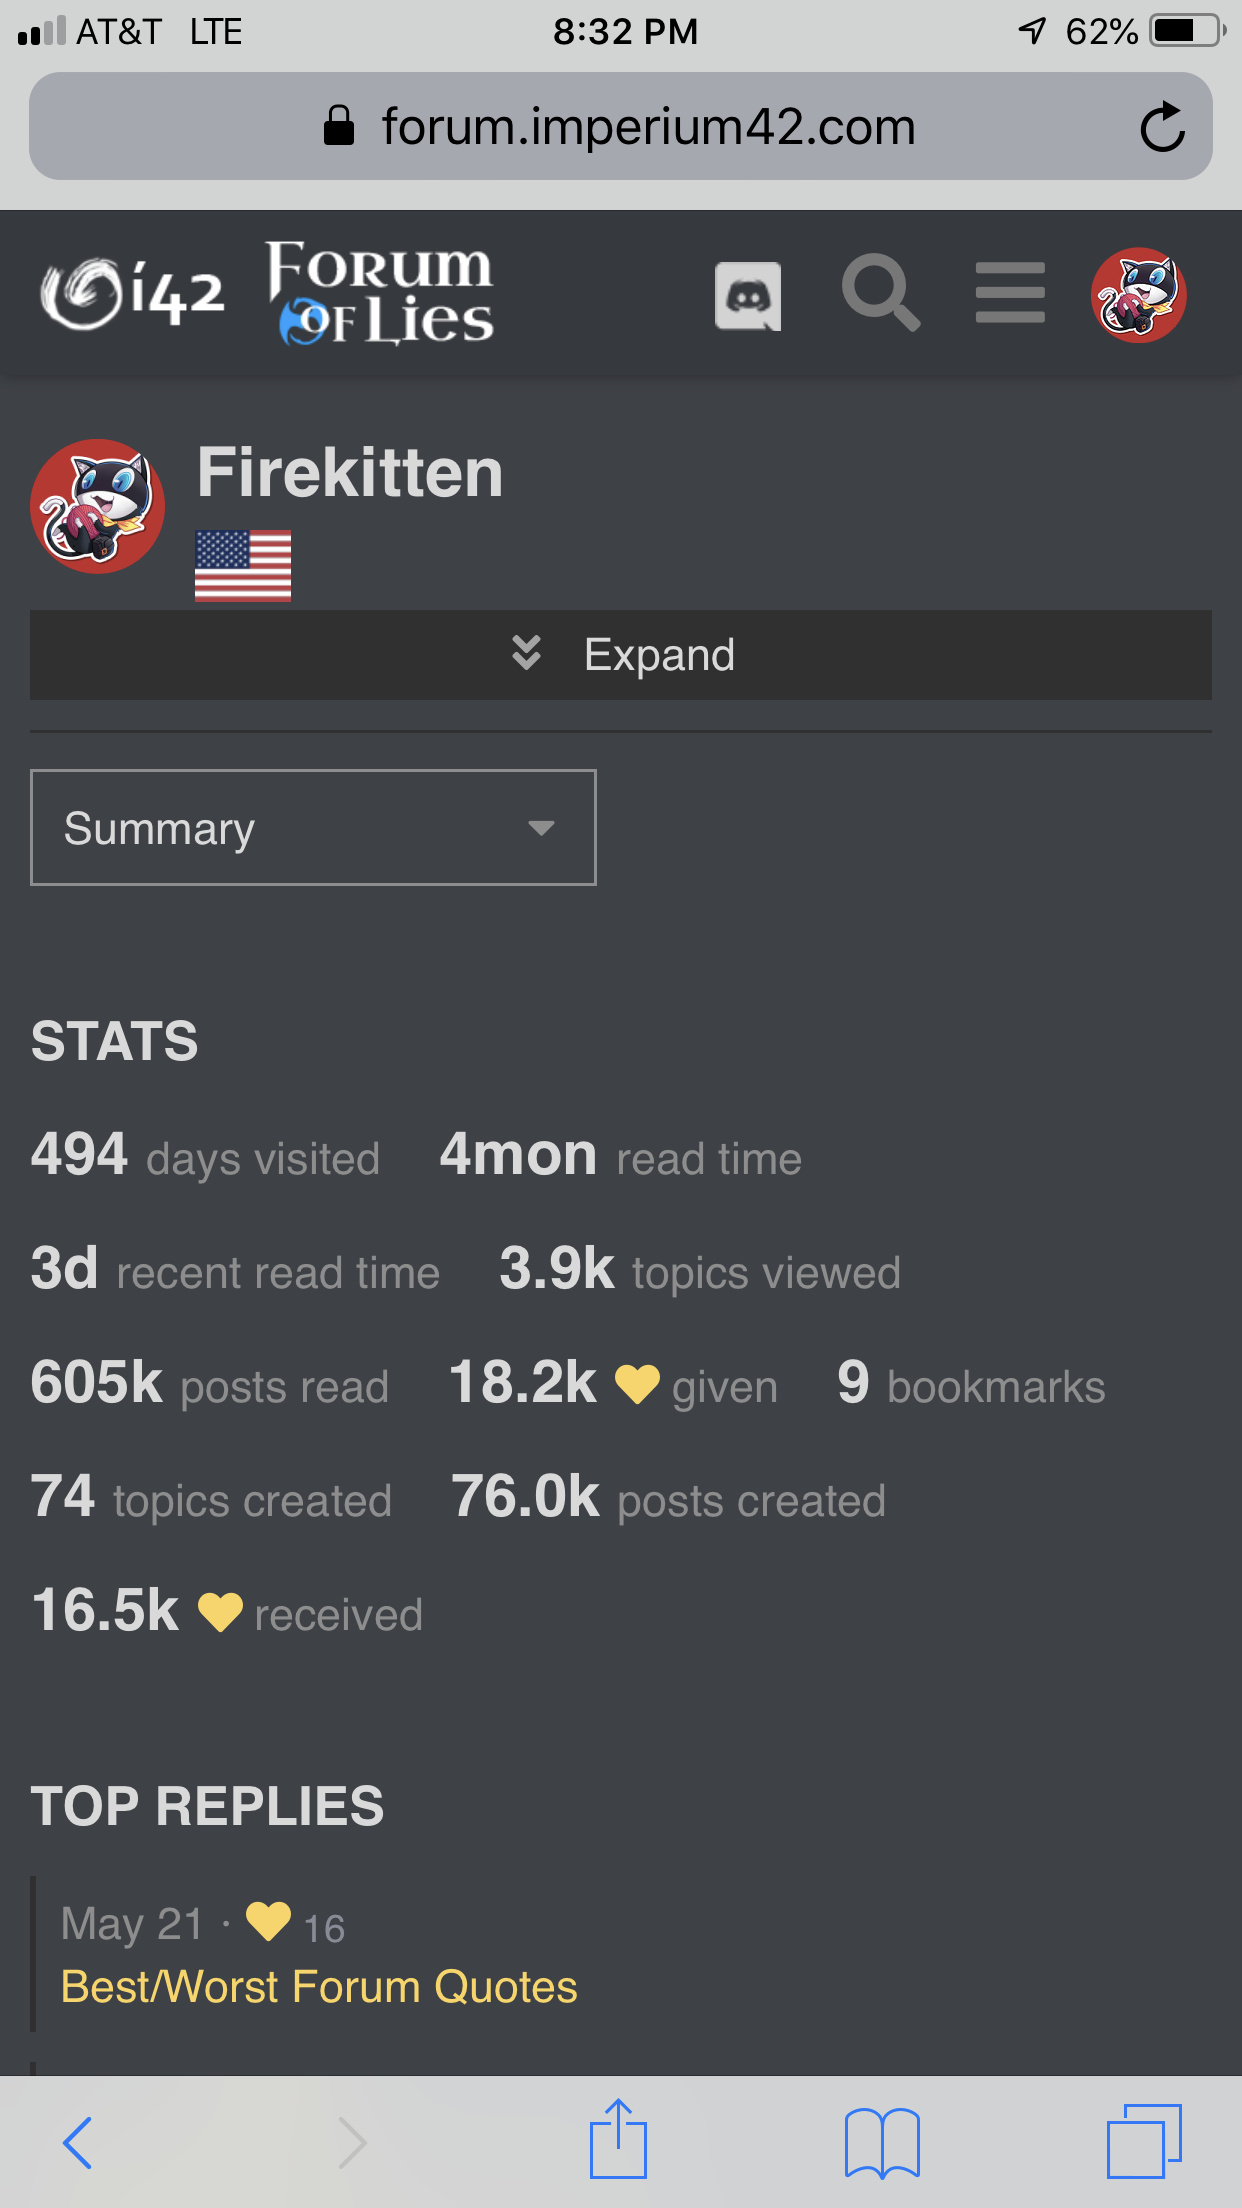 AT&T LTE 8:32 PM 62%
forum.imperium42.com
i42 Forum of Lies
Firekitten
Expand
Summary
STATS
494 days visited 4mon read time
3d recent read time 3.9k topics viewed
605k posts read 18.2k given 9 bookmarks
74 topics created 76.0k posts created
16.5k received
TOP REPLIES
May 21 · 16
Best/Worst Forum Quotes